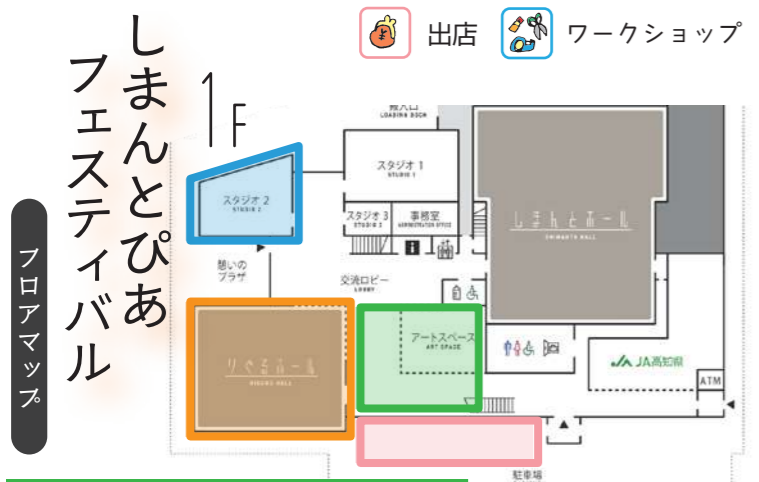 しまんとぴあ
フェスティバル
フロアマップ
出店
ワークショップ
1F
搬入口
LOADING DOCK
スタジオ1
STUDIO 1
スタジオ2
STUDIO 2
スタジオ3
STUDIO 3
事務室
ADMINISTRATION OFFICE
しまんとホール
SHIMANTO HALL
憩いの
プラザ
交流ロビー
LOBBY
りぐるホール
RIGURU HALL
アートスペース
ART SPACE
JA高知県
ATM
駐車場